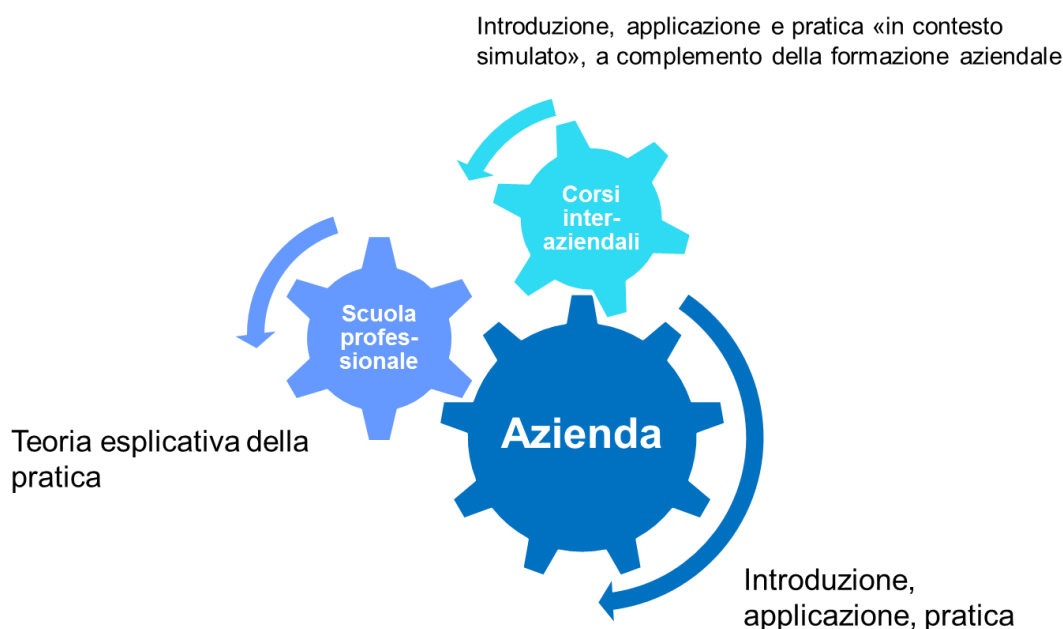 Introduzione, applicazione e pratica «in contesto
simulato», a complemento della formazione aziendale
Corsi
inter-
aziendali
Scuola
profes-
sionale
Azienda
Teoria esplicativa della
pratica
Introduzione,
applicazione, pratica